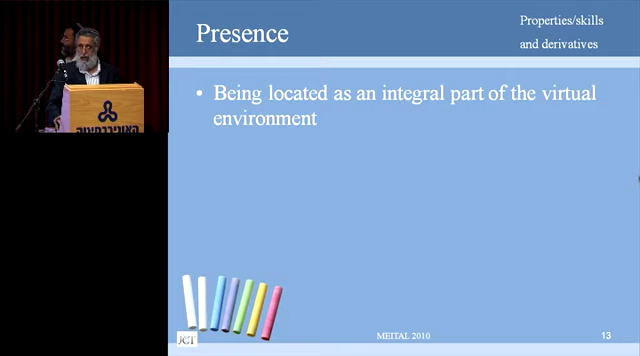 Presence
Properties/skills
and derivatives
• Being located as an integral part of the virtual
environment
JCT
MEITAL 2010
13